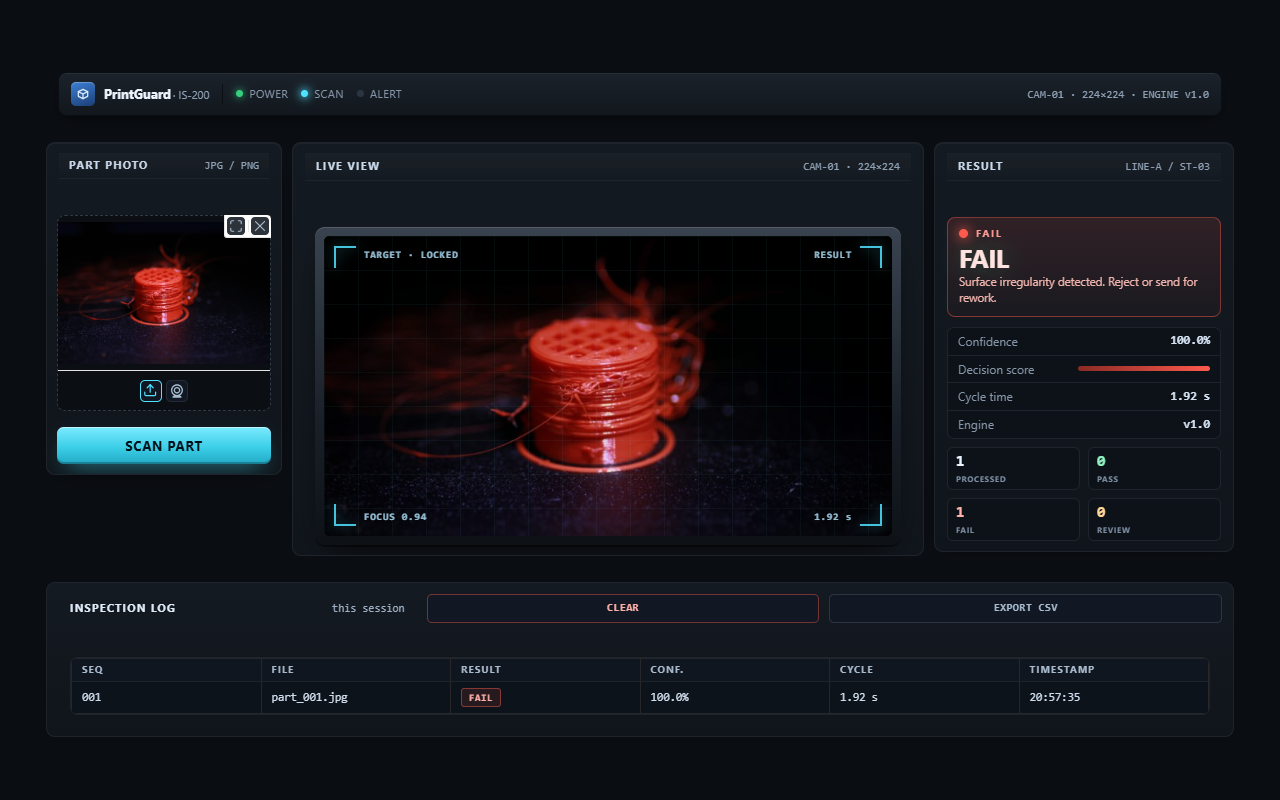 PrintGuard · IS-200
POWER
SCAN
ALERT
CAM-01 · 224×224 · ENGINE v1.0
PART PHOTO
JPG / PNG
SCAN PART
LIVE VIEW
CAM-01 · 224×224
TARGET · LOCKED
RESULT
FOCUS 0.94
1.92 s
RESULT
LINE-A / ST-03
FAIL
FAIL
Surface irregularity detected. Reject or send for
rework.
Confidence 100.0%
Decision score
Cycle time 1.92 s
Engine v1.0
1
PROCESSED
0
PASS
1
FAIL
0
REVIEW
INSPECTION LOG
this session
CLEAR
EXPORT CSV
SEQ FILE RESULT CONF. CYCLE TIMESTAMP
001 part_001.jpg FAIL 100.0% 1.92 s 20:57:35